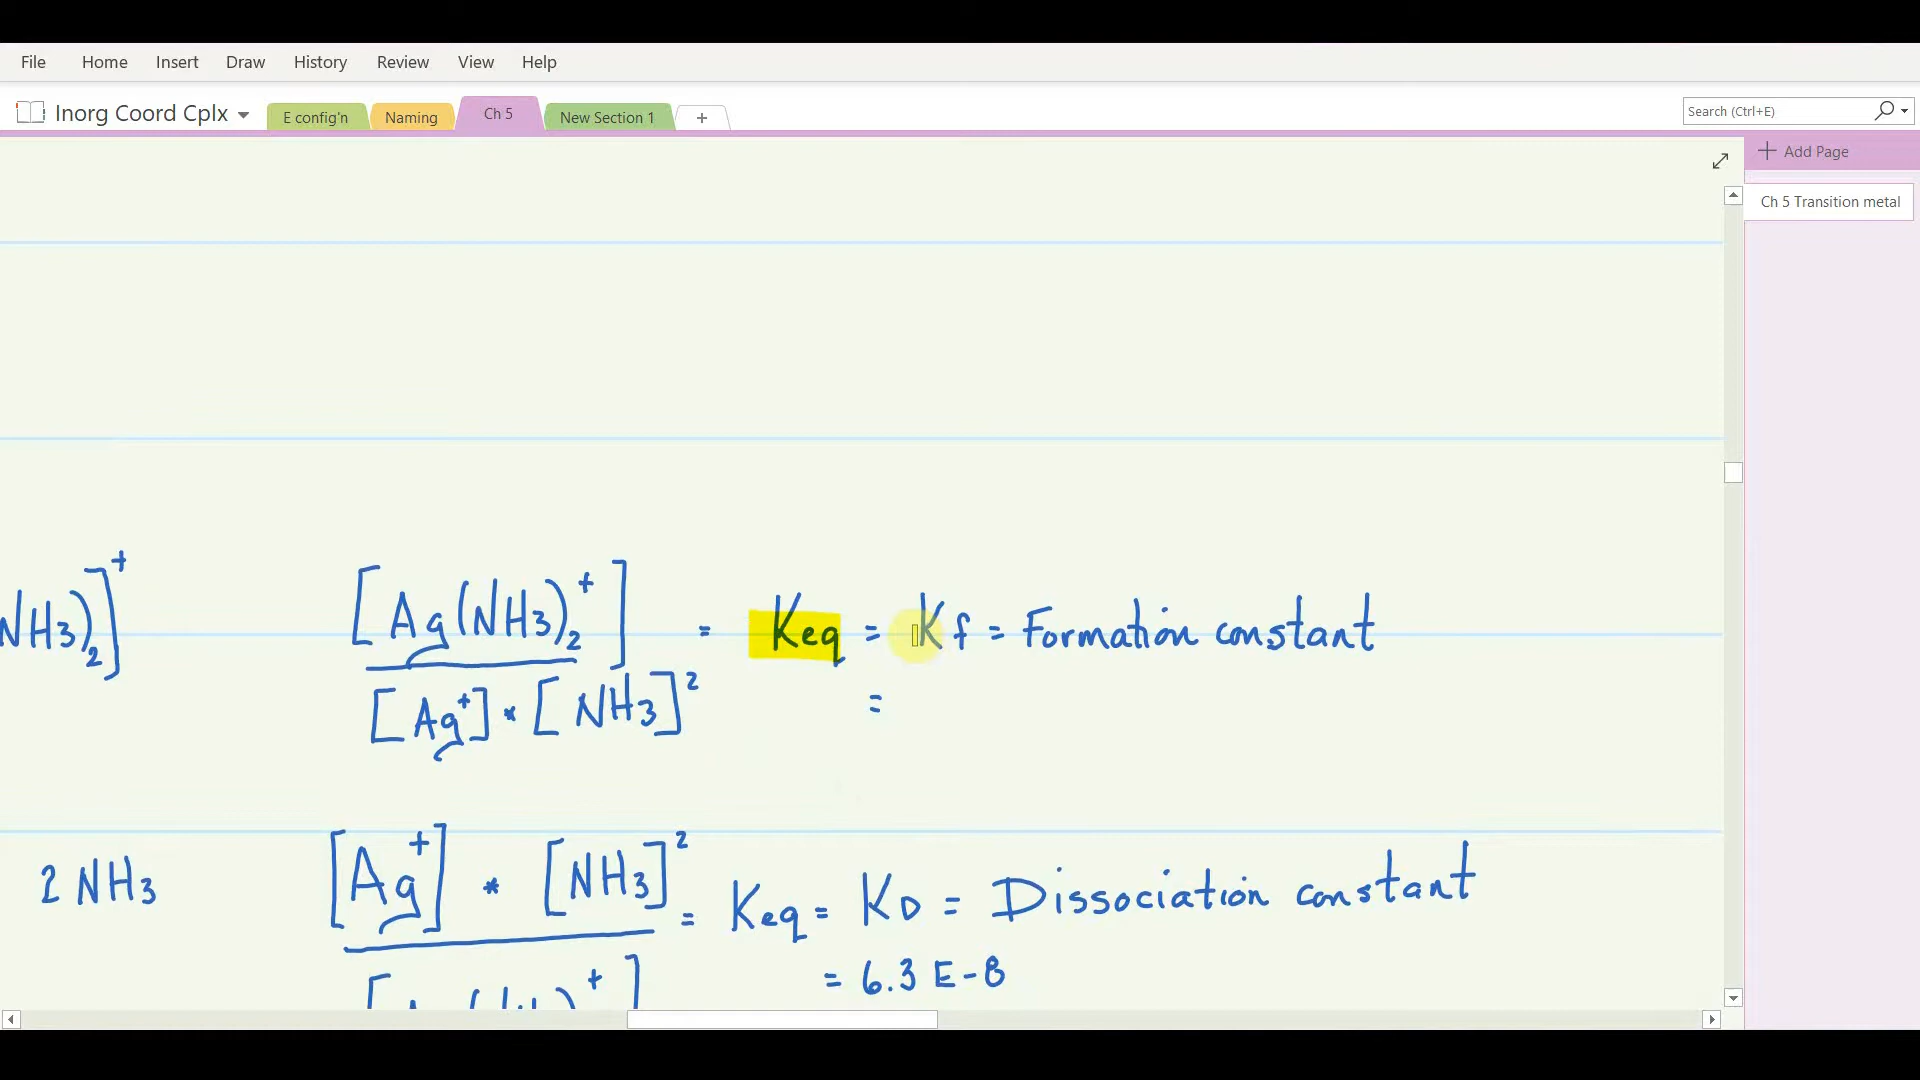 File Home Insert Draw History Review View Help
Inorg Coord Cplx E config'n Naming Ch 5 New Section 1 + Search (Ctrl+E)
+ Add Page
Ch 5 Transition metal
NH3)2]+ [Ag(NH3)2+] = Keq = Kf = Formation constant
[Ag+] * [NH3]2 =
2 NH3 [Ag+] * [NH3]2 = Keq = KD = Dissociation constant
= 6.3 E-8